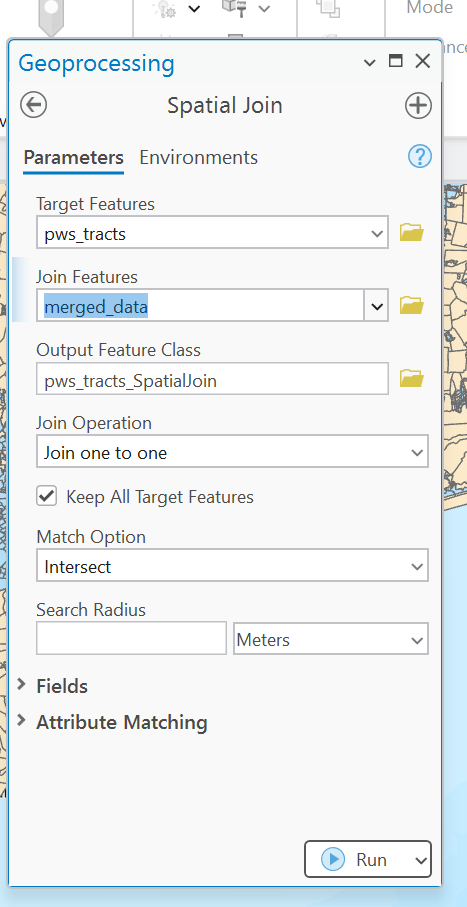 Mode
Geoprocessing
Spatial Join
Parameters Environments
Target Features
pws_tracts
Join Features
merged_data
Output Feature Class
pws_tracts_SpatialJoin
Join Operation
Join one to one
Keep All Target Features
Match Option
Intersect
Search Radius
Meters
Fields
Attribute Matching
Run